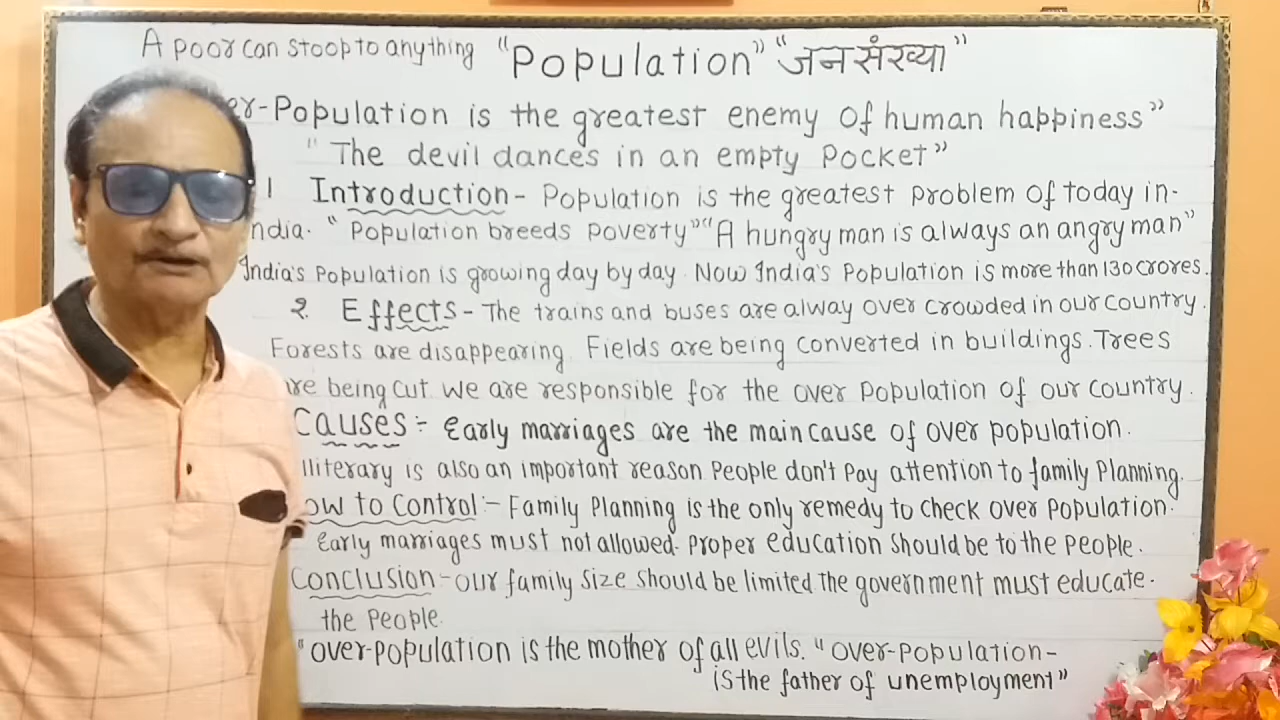 A poor can stoop to anything "Population" "जनसंख्या"
er-Population is the greatest enemy of human happiness"
"The devil dances in an empty Pocket"
1 Introduction- Population is the greatest problem of today in-
ndia. "Population breeds poverty" "A hungry man is always an angry man"
India's Population is growing day by day. Now India's Population is more than 130 crores.
2. Effects- The trains and buses are alway over crowded in our country.
Forests are disappearing. Fields are being converted in buildings. Trees
re being cut we are responsible for the over Population of our country.
Causes:- Early marriages are the main cause of over population.
lliterary is also an important reason People don't Pay attention to family Planning.
ow to Control:- Family Planning is the only remedy to check over Population.
Early marriages must not allowed. Proper education should be to the People.
Conclusion- our family size should be limited the government must educate.
the People.
"over-population is the mother of all evils. "over-population-
is the father of unemployment"